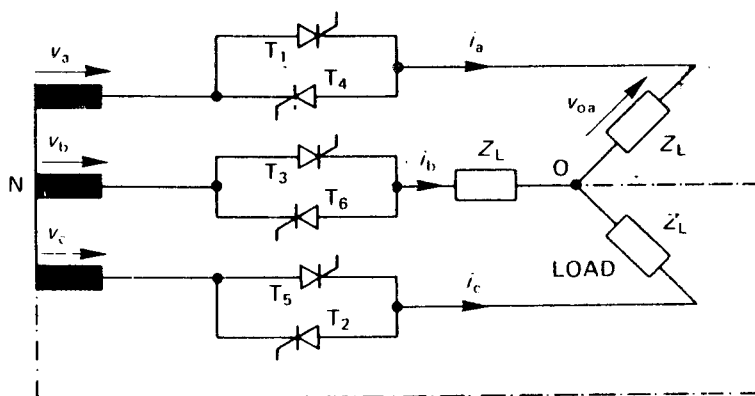 v_a
T_1
T_4
i_a
v_oa
Z_L
v_b
N
T_3
T_6
i_b
Z_L
O
v_c
T_5
T_2
i_c
Z_L
LOAD